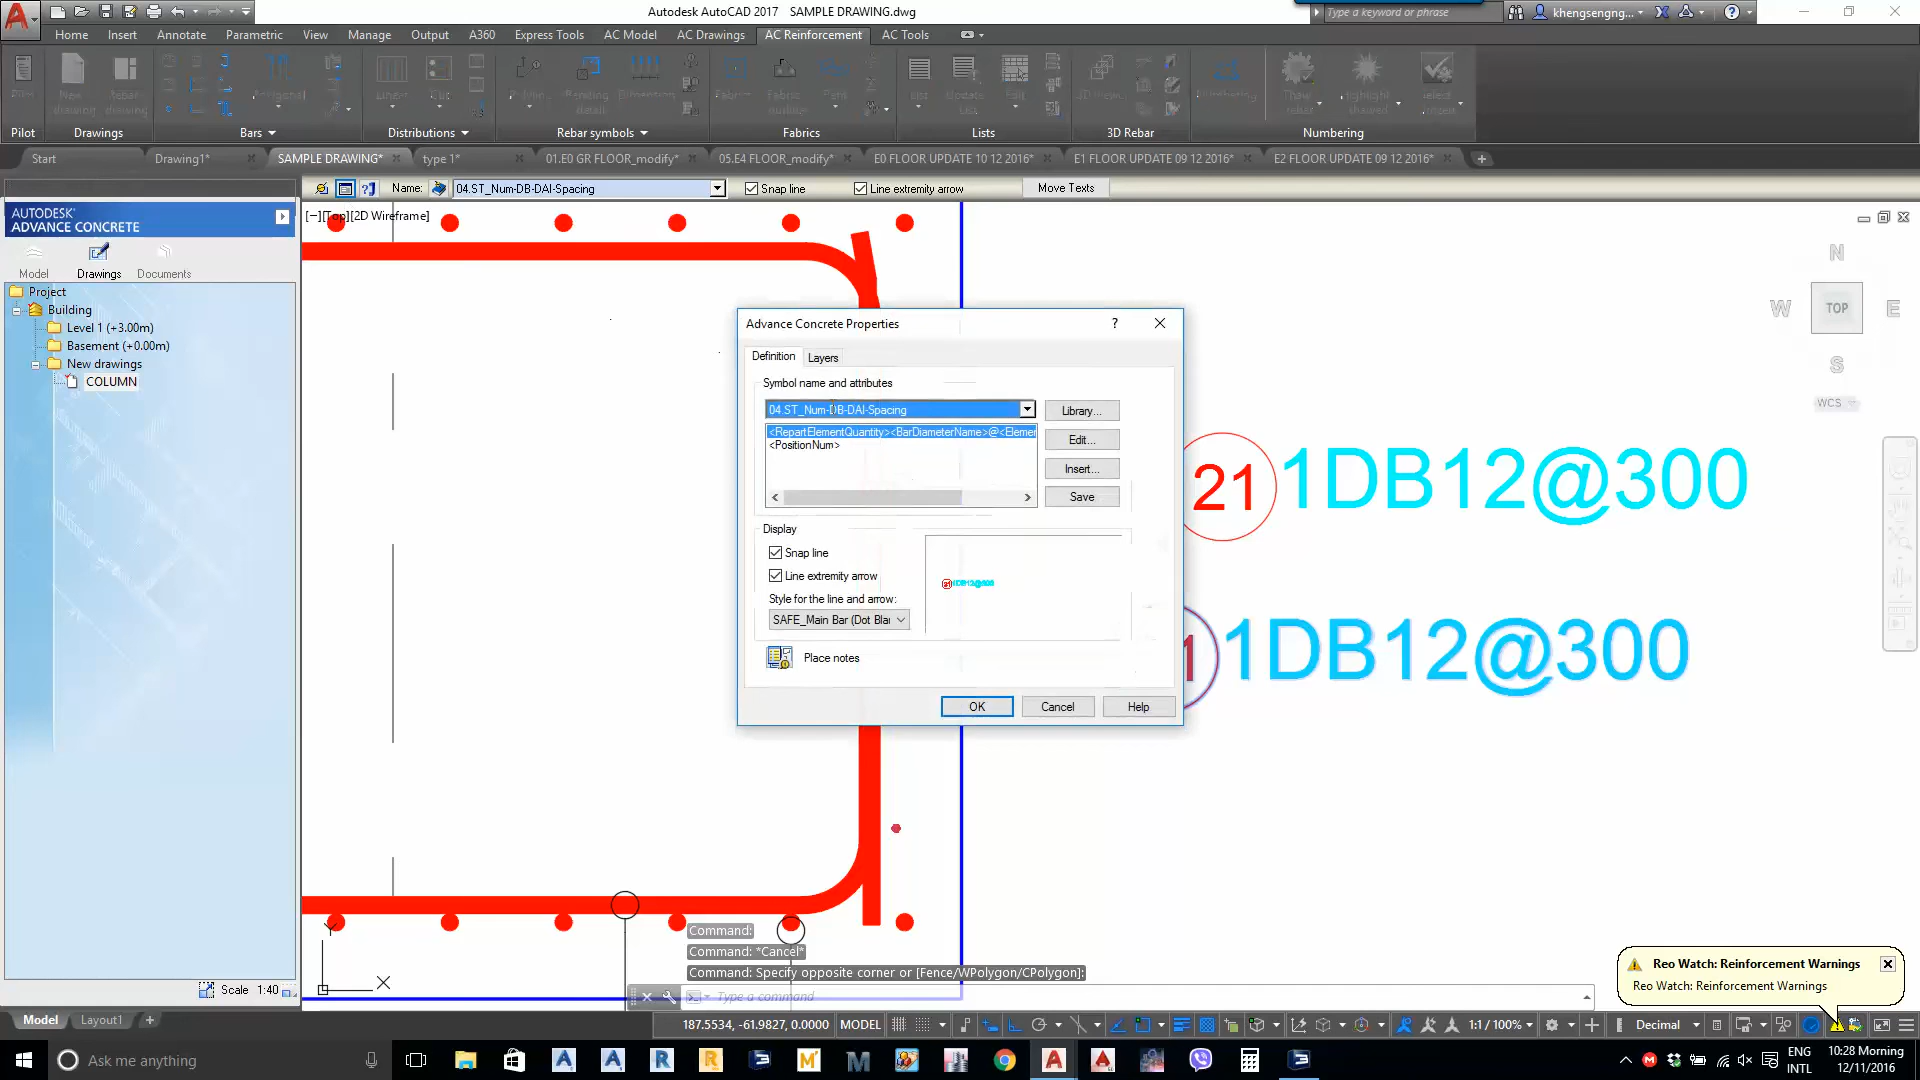 Autodesk AutoCAD 2017 SAMPLE DRAWING.dwg
Type a keyword or phrase
khengsengng...
Home Insert Annotate Parametric View Manage Output A360 Express Tools AC Model AC Drawings AC Reinforcement AC Tools
Pilot Drawings Bars Distributions Rebar symbols Fabrics Lists 3D Rebar Numbering
Start Drawing1* SAMPLE DRAWING* type 1* 01.E0 GR FLOOR_modify* 05.E4 FLOOR_modify* E0 FLOOR UPDATE 10 12 2016* E1 FLOOR UPDATE 09 12 2016* E2 FLOOR UPDATE 09 12 2016*
Name: 04.ST_Num-DB-DAI-Spacing Snap line Line extremity arrow Move Texts
AUTODESK
ADVANCE CONCRETE
Model Drawings Documents
Project
Building
Level 1 (+3.00m)
Basement (+0.00m)
New drawings
COLUMN
Scale 1:40
[−][Top][2D Wireframe]
N
W TOP E
S
WCS
Advance Concrete Properties
Definition Layers
Symbol name and attributes
04.ST_Num-DB-DAI-Spacing
Library...
<RepartElementQuantity><BarDiameterName>@<Elemen
<PositionNum>
Edit...
Insert...
Save
Display
Snap line
Line extremity arrow
Style for the line and arrow:
SAFE_Main Bar (Dot Blar
21 1DB12@300
Place notes
OK Cancel Help
21 1DB12@300
1 1DB12@300
Y
X
Command:
Command: *Cancel*
Command: Specify opposite corner or [Fence/WPolygon/CPolygon]:
Type a command
Reo Watch: Reinforcement Warnings
Reo Watch: Reinforcement Warnings
Model Layout1
187.5534, -61.9827, 0.0000 MODEL 1:1 / 100% Decimal
Ask me anything
ENG
INTL
10:28 Morning
12/11/2016